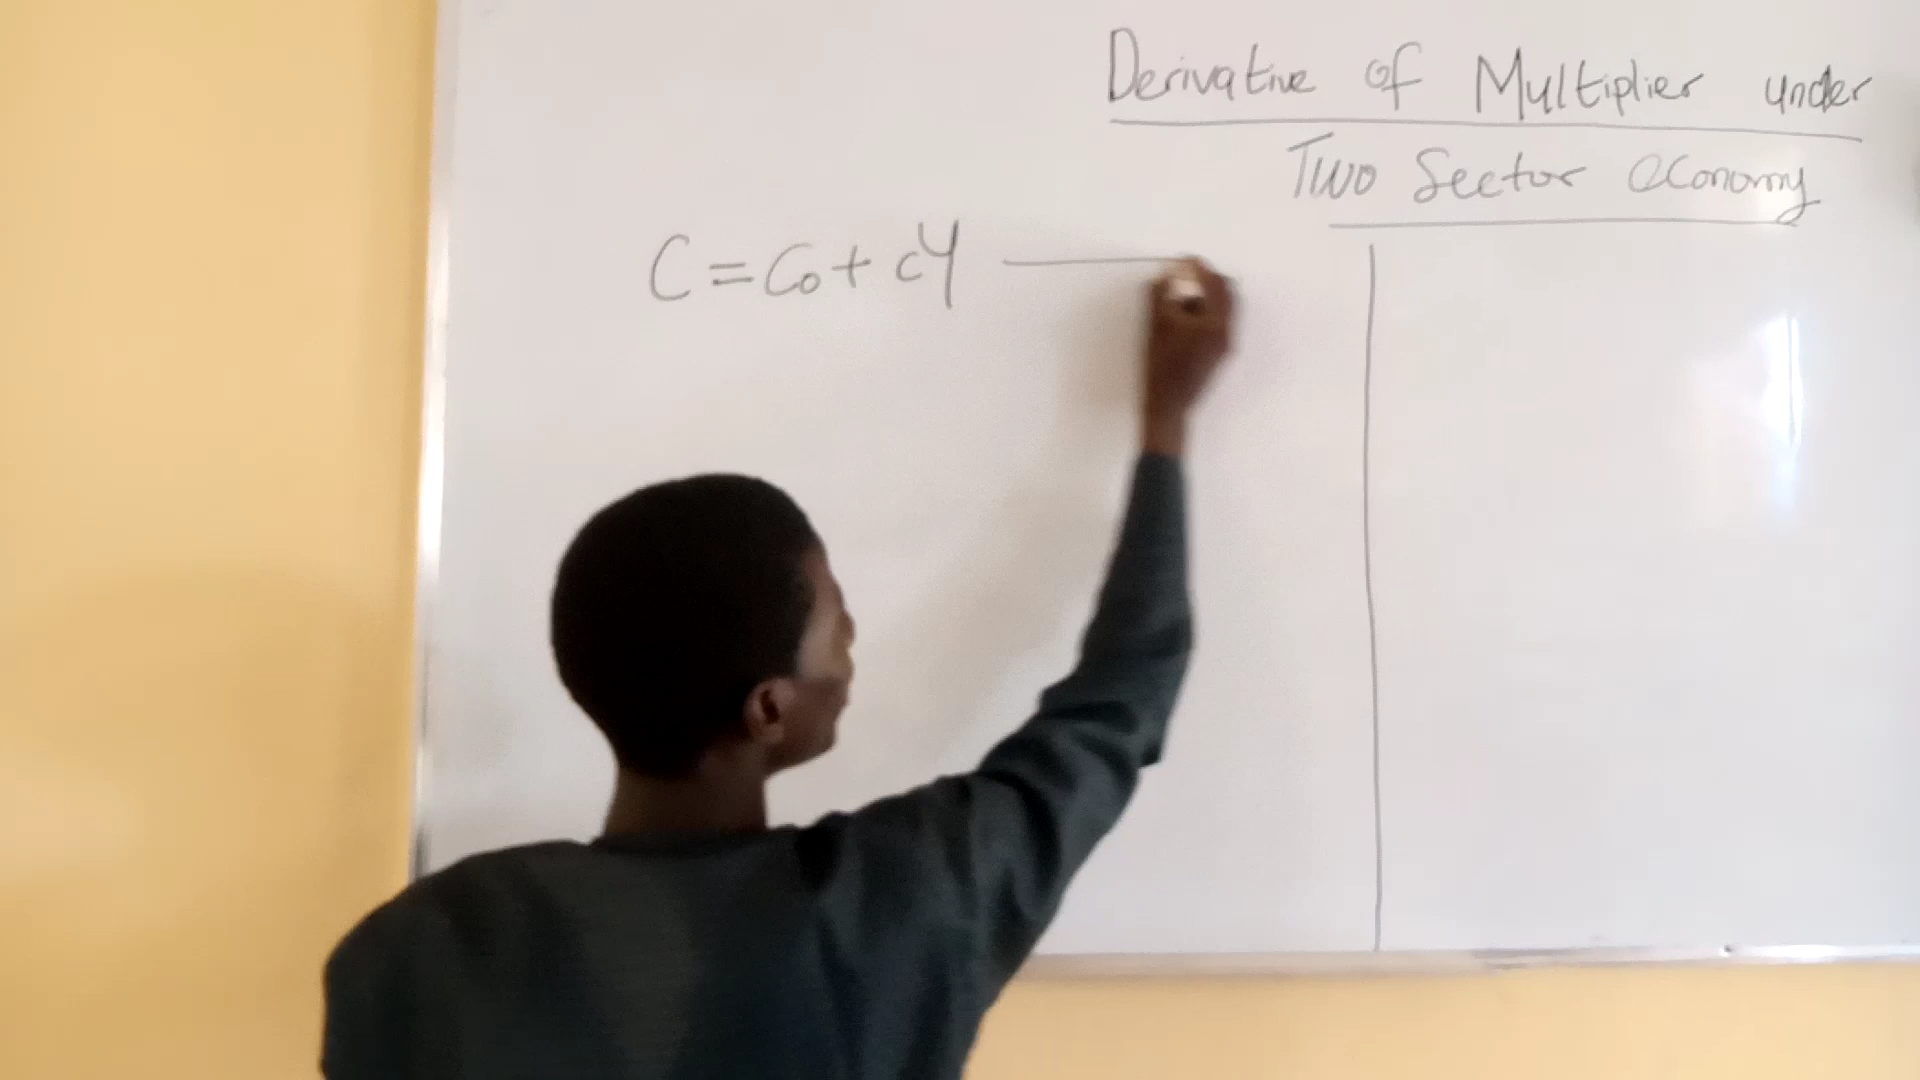 Derivative of Multiplier under
Two Sector economy
C = Co + cY